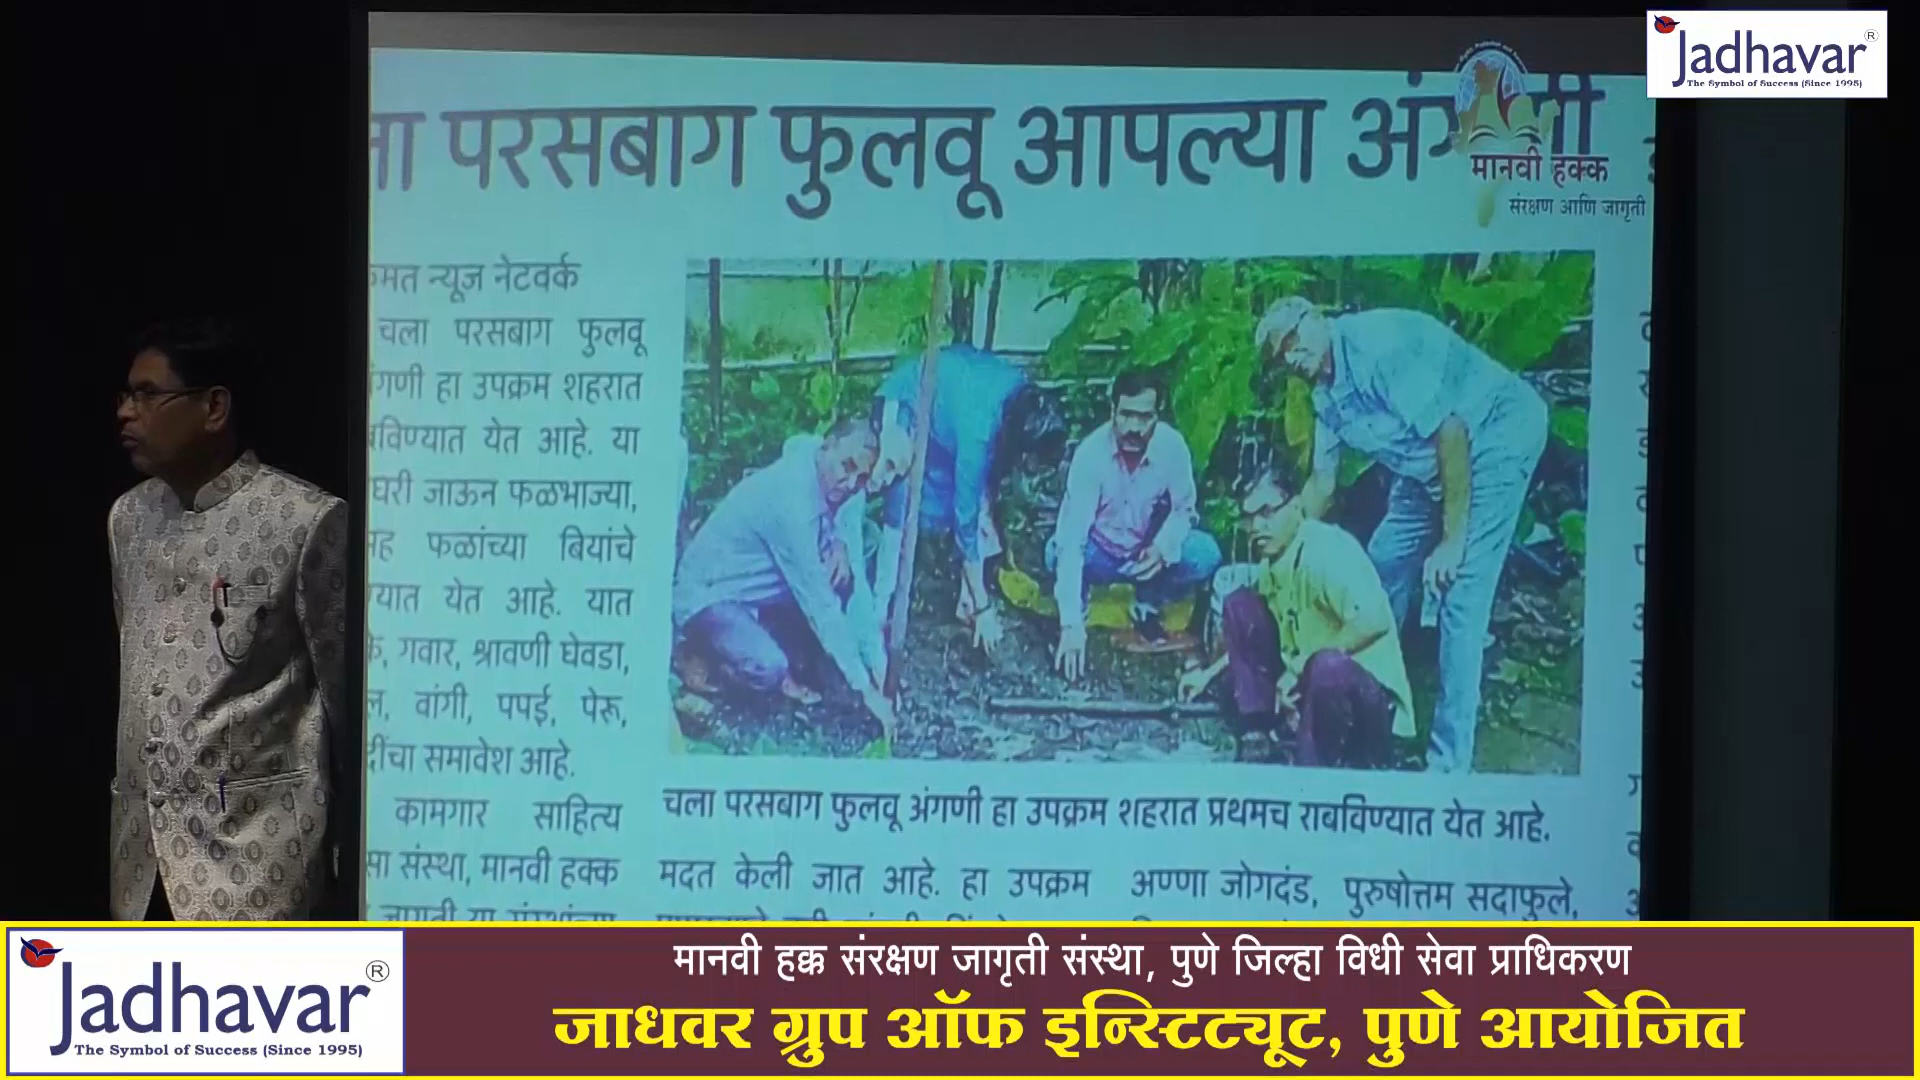 Jadhavar®
The Symbol of Success (Since 1995)
परसबाग फुलवू आपल्या
मानवी हक्क
संरक्षण आणि जागृती
न्यूज नेटवर्क
चला परसबाग फुलवू
हा उपक्रम शहरात
येत आहे. या
घरी जाऊन फळभाज्या,
फळांच्या बियांचे
येत आहे. यात
गवार, श्रावणी घेवडा,
वांगी, पपई, पेरू,
समावेश आहे.
कामगार साहित्य
संस्था, मानवी हक्क
चला परसबाग फुलवू अंगणी हा उपक्रम शहरात प्रथमच राबविण्यात येत आहे.
मदत केली जात आहे. हा उपक्रम
अण्णा जोगदंड, पुरुषोत्तम सदाफुले,
Jadhavar®
The Symbol of Success (Since 1995)
मानवी हक्क संरक्षण जागृती संस्था, पुणे जिल्हा विधी सेवा प्राधिकरण
जाधवर ग्रुप ऑफ इन्स्टिट्यूट, पुणे आयोजित